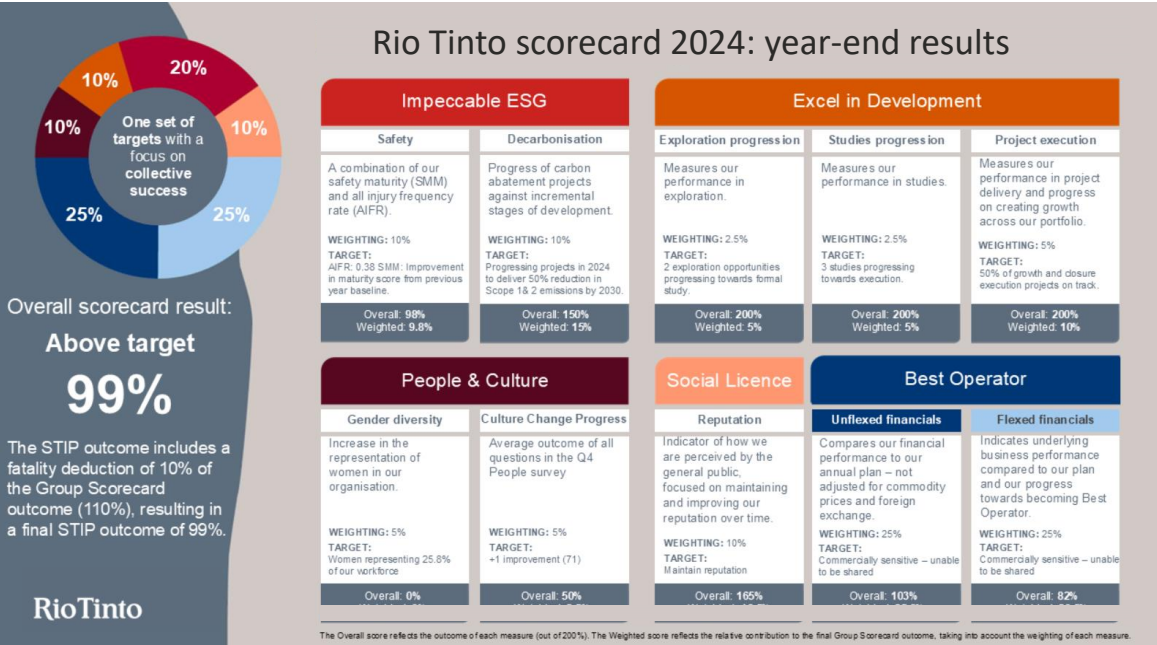 Rio Tinto scorecard 2024: year-end results
20%
10%
10%
10%
25%
25%
One set of
targets with a
focus on
collective
success
Overall scorecard result:
Above target
99%
The STIP outcome includes a
fatality deduction of 10% of
the Group Scorecard
outcome (110%), resulting in
a final STIP outcome of 99%.
RioTinto
Impeccable ESG
Safety
A combination of our
safety maturity (SMM)
and all injury frequency
rate (AIFR).
WEIGHTING: 10%
TARGET:
AIFR: 0.38 SMM: Improvement
in maturity score from previous
year baseline.
Overall: 98%
Weighted: 9.8%
Decarbonisation
Progress of carbon
abatement projects
against incremental
stages of development.
WEIGHTING: 10%
TARGET:
Progressing projects in 2024
to deliver 50% reduction in
Scope 1& 2 emissions by 2030.
Overall: 150%
Weighted: 15%
Excel in Development
Exploration progression
Measures our
performance in
exploration.
WEIGHTING: 2.5%
TARGET:
2 exploration opportunities
progressing towards formal
study.
Overall: 200%
Weighted: 5%
Studies progression
Measures our
performance in studies.
WEIGHTING: 2.5%
TARGET:
3 studies progressing
towards execution.
Overall: 200%
Weighted: 5%
Project execution
Measures our
performance in project
delivery and progress
on creating growth
across our portfolio.
WEIGHTING: 5%
TARGET:
50% of growth and closure
execution projects on track.
Overall: 200%
Weighted: 10%
People & Culture
Gender diversity
Increase in the
representation of
women in our
organisation.
WEIGHTING: 5%
TARGET:
Women representing 25.8%
of our workforce
Overall: 0%
Culture Change Progress
Average outcome of all
questions in the Q4
People survey
WEIGHTING: 5%
TARGET:
+1 improvement (71)
Overall: 50%
Social Licence
Reputation
Indicator of how we
are perceived by the
general public,
focused on maintaining
and improving our
reputation over time.
WEIGHTING: 10%
TARGET:
Maintain reputation
Overall: 165%
Best Operator
Unflexed financials
Compares our financial
performance to our
annual plan – not
adjusted for commodity
prices and foreign
exchange.
WEIGHTING: 25%
TARGET:
Commercially sensitive – unable
to be shared
Overall: 103%
Flexed financials
Indicates underlying
business performance
compared to our plan
and our progress
towards becoming Best
Operator.
WEIGHTING: 25%
TARGET:
Commercially sensitive – unable
to be shared
Overall: 82%
The Overall score reflects the outcome of each measure (out of 200%). The Weighted score reflects the relative contribution to the final Group Scorecard outcome, taking into account the weighting of each measure.